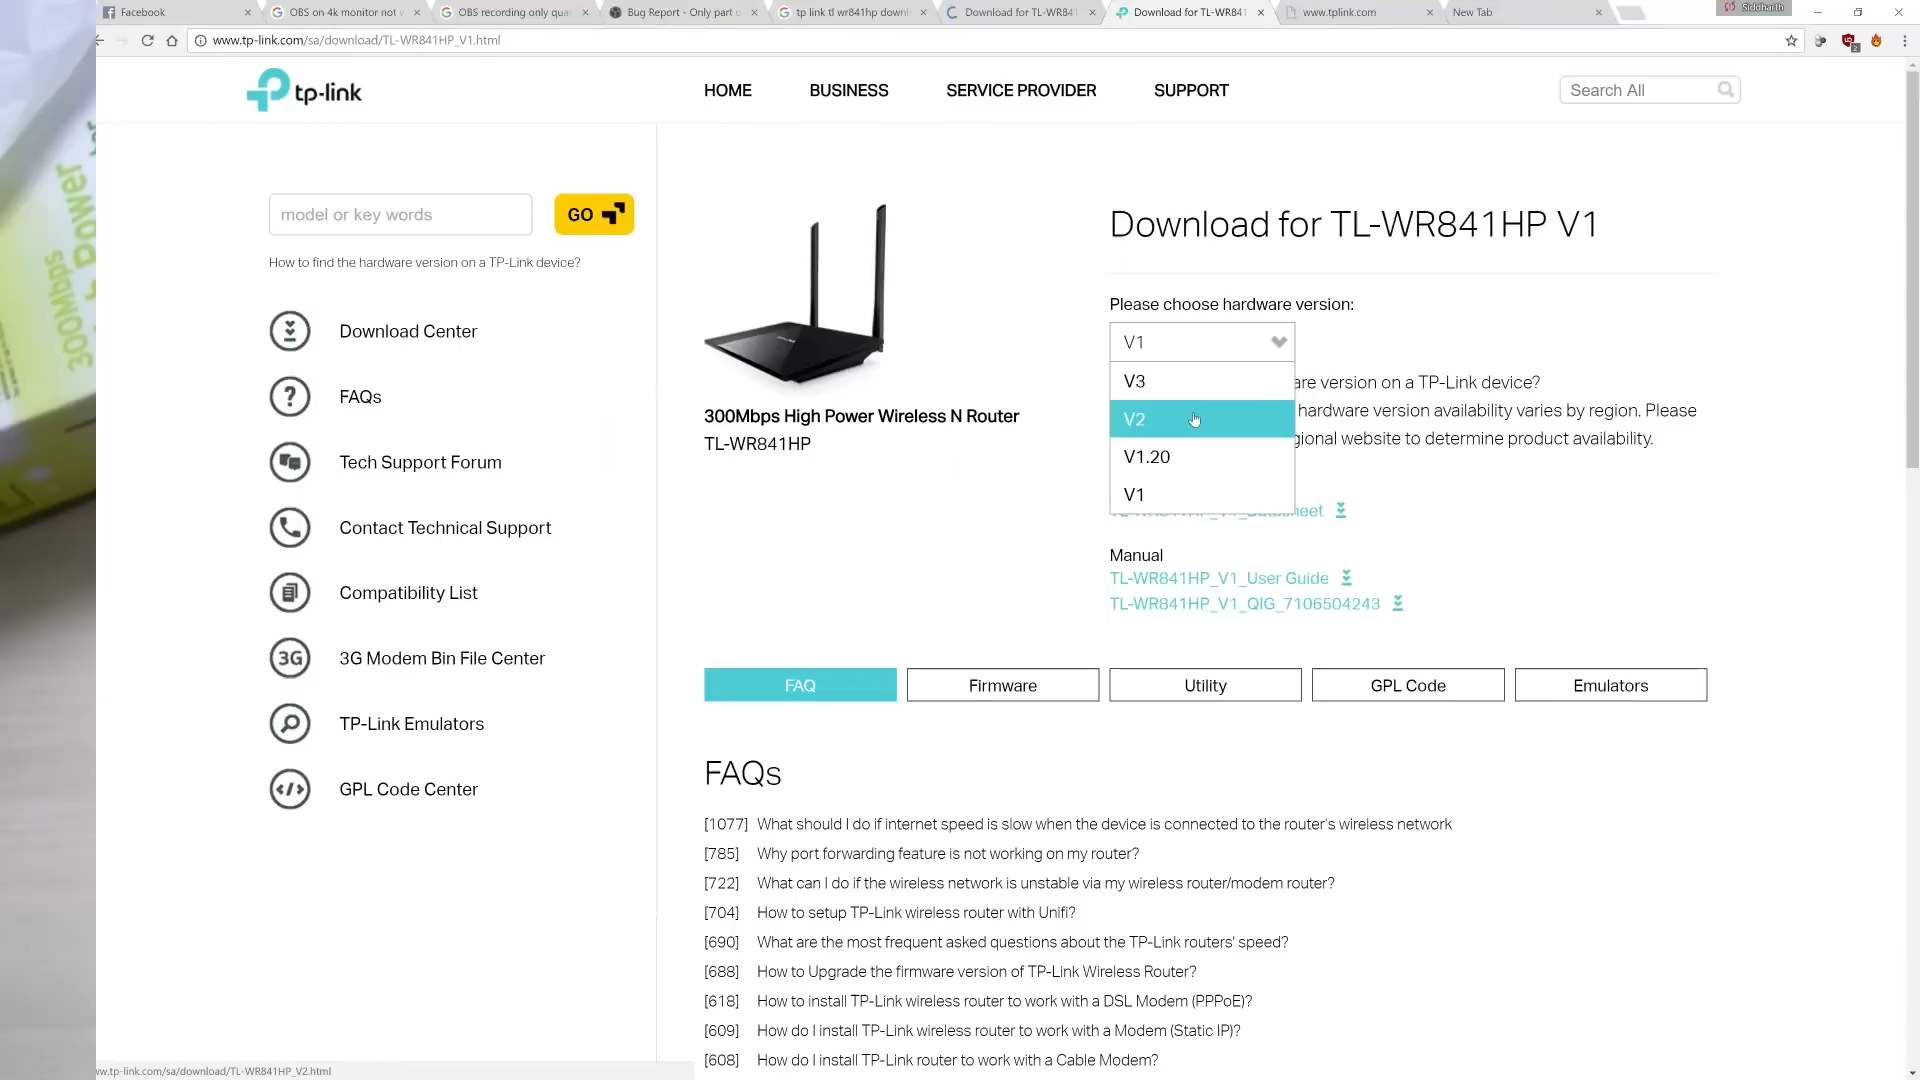 Facebook
OBS on 4k monitor not
OBS recording only qua
Bug Report - Only part
tp link tl wr841hp downl
Download for TL-WR841
Download for TL-WR841
www.tplink.com
New Tab
Siddharth
www.tp-link.com/sa/download/TL-WR841HP_V1.html
2
tp-link
HOME
BUSINESS
SERVICE PROVIDER
SUPPORT
Search All
300Mbps
Power
model or key words
GO
How to find the hardware version on a TP-Link device?
Download Center
?
FAQs
Tech Support Forum
Contact Technical Support
Compatibility List
3G
3G Modem Bin File Center
TP-Link Emulators
</>
GPL Code Center
300Mbps High Power Wireless N Router
TL-WR841HP
Download for TL-WR841HP V1
Please choose hardware version:
V1
V3
V2
V1.20
V1
are version on a TP-Link device?
hardware version availability varies by region. Please
gional website to determine product availability.
Manual
TL-WR841HP_V1_User Guide
TL-WR841HP_V1_QIG_7106504243
FAQ
Firmware
Utility
GPL Code
Emulators
FAQs
[1077] What should I do if internet speed is slow when the device is connected to the router's wireless network
[785] Why port forwarding feature is not working on my router?
[722] What can I do if the wireless network is unstable via my wireless router/modem router?
[704] How to setup TP-Link wireless router with Unifi?
[690] What are the most frequent asked questions about the TP-Link routers' speed?
[688] How to Upgrade the firmware version of TP-Link Wireless Router?
[618] How to install TP-Link wireless router to work with a DSL Modem (PPPoE)?
[609] How do I install TP-Link wireless router to work with a Modem (Static IP)?
[608] How do I install TP-Link router to work with a Cable Modem?
ww.tp-link.com/sa/download/TL-WR841HP_V2.html